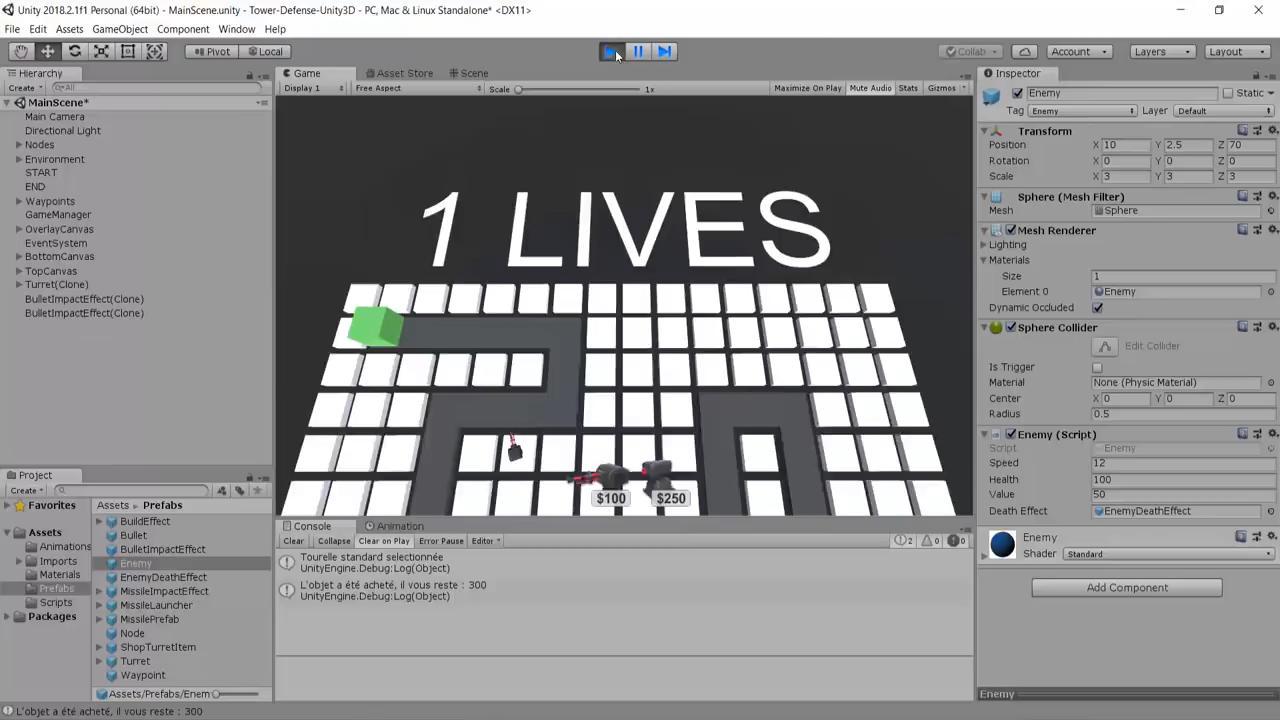 Unity 2018.2.1f1 Personal (64bit) - MainScene.unity - Tower-Defense-Unity3D - PC, Mac & Linux Standalone* <DX11>
File Edit Assets GameObject Component Window Help
Pivot Local Collab Account Layers Layout
Hierarchy
Create All
MainScene*
Main Camera
Directional Light
Nodes
Environment
START
END
Waypoints
GameManager
OverlayCanvas
EventSystem
BottomCanvas
TopCanvas
Turret(Clone)
BulletImpactEffect(Clone)
BulletImpactEffect(Clone)
Game Asset Store Scene
Display 1 Free Aspect Scale 1x Maximize On Play Mute Audio Stats Gizmos
1 LIVES
$100 $250
Inspector
Enemy Static
Tag Enemy Layer Default
Transform
Position X 10 Y 2.5 Z 70
Rotation X 0 Y 0 Z 0
Scale X 3 Y 3 Z 3
Sphere (Mesh Filter)
Mesh Sphere
Mesh Renderer
Lighting
Materials
Size 1
Element 0 Enemy
Dynamic Occluded
Sphere Collider
Edit Collider
Is Trigger
Material None (Physic Material)
Center X 0 Y 0 Z 0
Radius 0.5
Enemy (Script)
Script Enemy
Speed 12
Health 100
Value 50
Death Effect EnemyDeathEffect
Enemy
Shader Standard
Add Component
Enemy
Project
Create
Favorites
Assets
Animations
Imports
Materials
Prefabs
Scripts
Packages
Assets Prefabs
BuildEffect
Bullet
BulletImpactEffect
Enemy
EnemyDeathEffect
MissileImpactEffect
MissileLauncher
MissilePrefab
Node
ShopTurretItem
Turret
Waypoint
Assets/Prefabs/Enem
Console Animation
Clear Collapse Clear on Play Error Pause Editor 2 0 0
Tourelle standard selectionnée
UnityEngine.Debug:Log(Object)
L'objet a été acheté, il vous reste : 300
UnityEngine.Debug:Log(Object)
L'objet a été acheté, il vous reste : 300